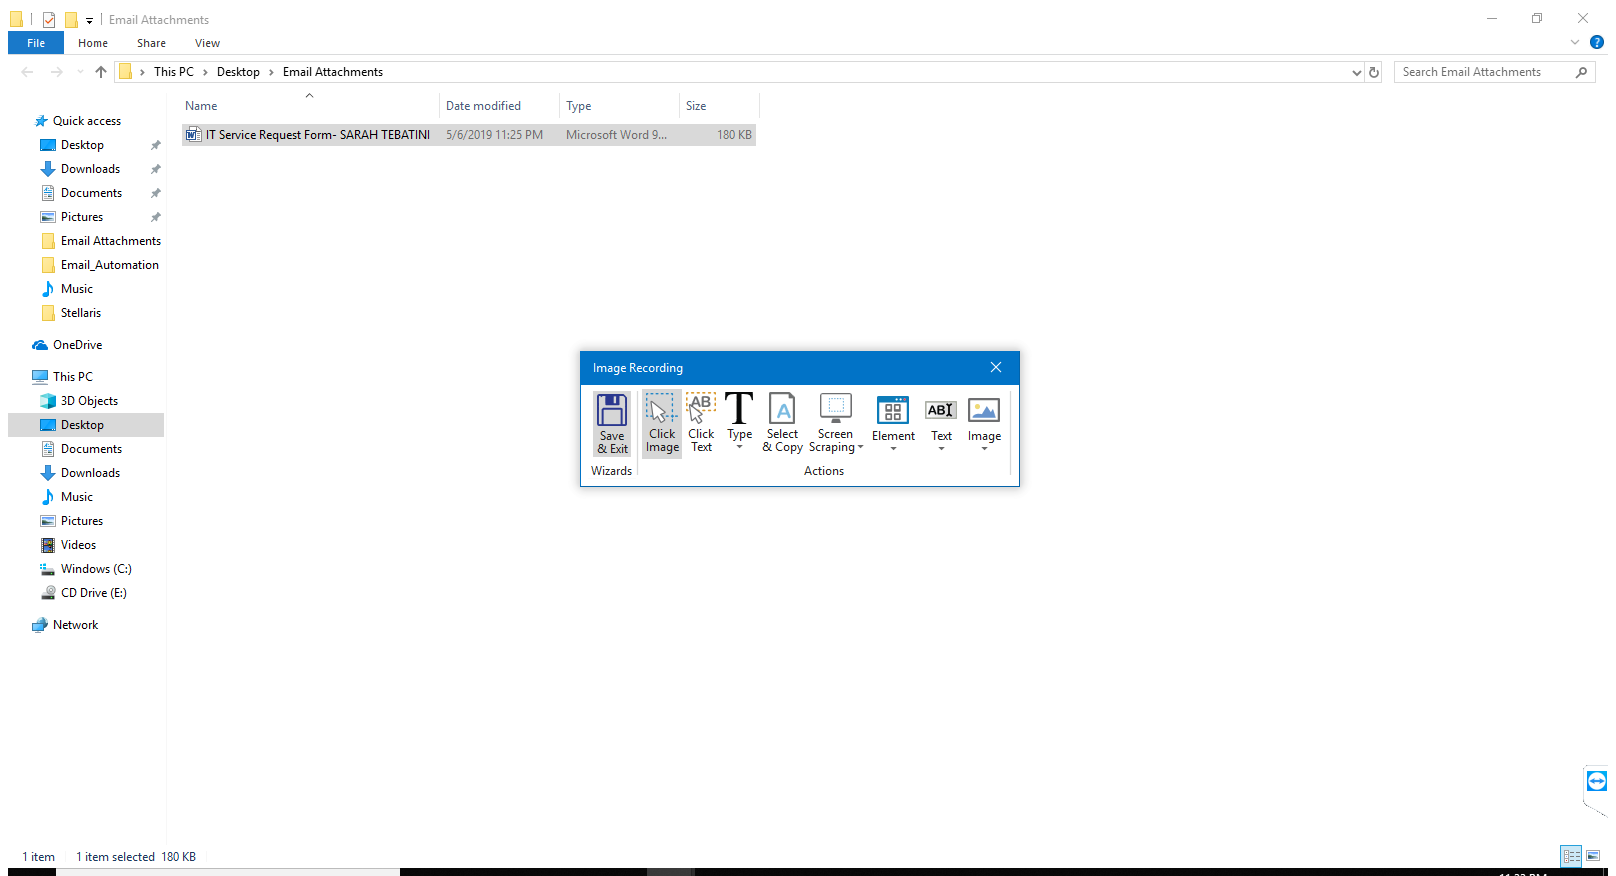 Email Attachments
File Home Share View
This PC Desktop Email Attachments
Search Email Attachments
Name Date modified Type Size
IT Service Request Form- SARAH TEBATINI 5/6/2019 11:25 PM Microsoft Word 9... 180 KB
Quick access
Desktop
Downloads
Documents
Pictures
Email Attachments
Email_Automation
Music
Stellaris
OneDrive
This PC
3D Objects
Desktop
Documents
Downloads
Music
Pictures
Videos
Windows (C:)
CD Drive (E:)
Network
Image Recording
AB
T
A
ABI
Save & Exit
Click Image
Click Text
Type
Select & Copy
Screen Scraping
Element
Text
Image
Wizards
Actions
1 item 1 item selected 180 KB